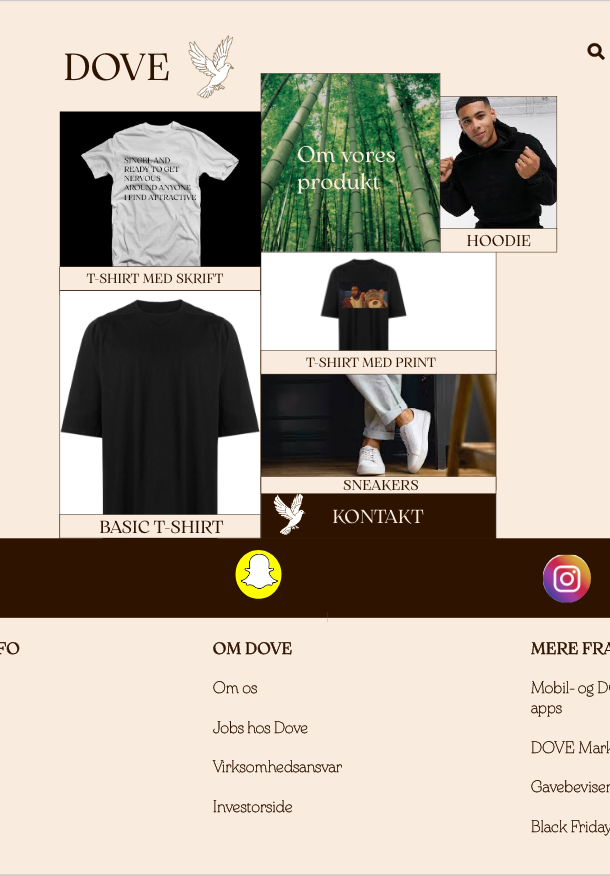 DOVE
SINGEL AND
READY TO GET
NERVOUS
AROUND ANYONE
I FIND ATTRACTIVE
T-SHIRT MED SKRIFT
Om vores
produkt
HOODIE
T-SHIRT MED PRINT
SNEAKERS
BASIC T-SHIRT
KONTAKT
FO
OM DOVE
Om os
Jobs hos Dove
Virksomhedsansvar
Investorside
MERE FRA
Mobil- og D
apps
DOVE Mark
Gavebeviser
Black Friday